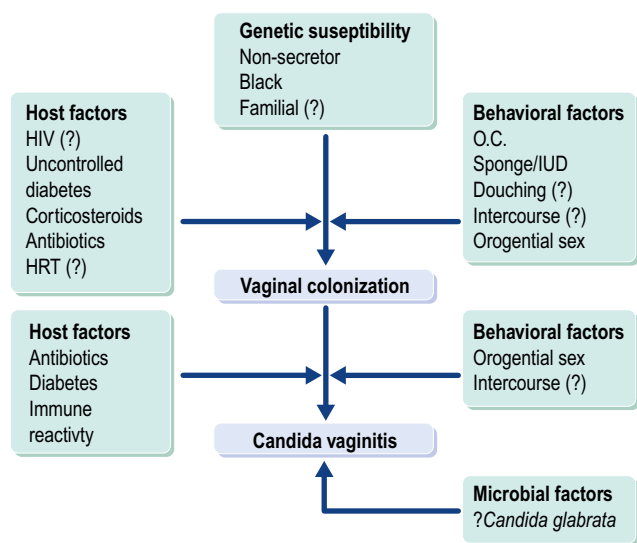 Genetic suseptibility
Non-secretor
Black
Familial (?)
Host factors
HIV (?)
Uncontrolled
diabetes
Corticosteroids
Antibiotics
HRT (?)
Behavioral factors
O.C.
Sponge/IUD
Douching (?)
Intercourse (?)
Orogential sex
Vaginal colonization
Host factors
Antibiotics
Diabetes
Immune
reactivty
Behavioral factors
Orogential sex
Intercourse (?)
Candida vaginitis
Microbial factors
?Candida glabrata